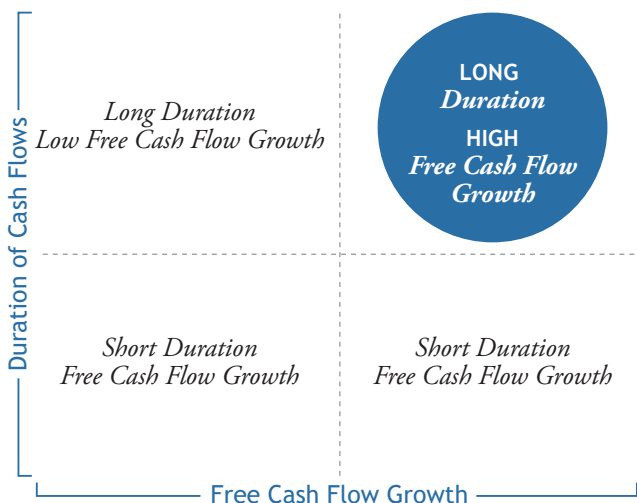 Duration of Cash Flows
Long Duration
Low Free Cash Flow Growth
LONG
Duration
HIGH
Free Cash Flow
Growth
Short Duration
Free Cash Flow Growth
Short Duration
Free Cash Flow Growth
Free Cash Flow Growth